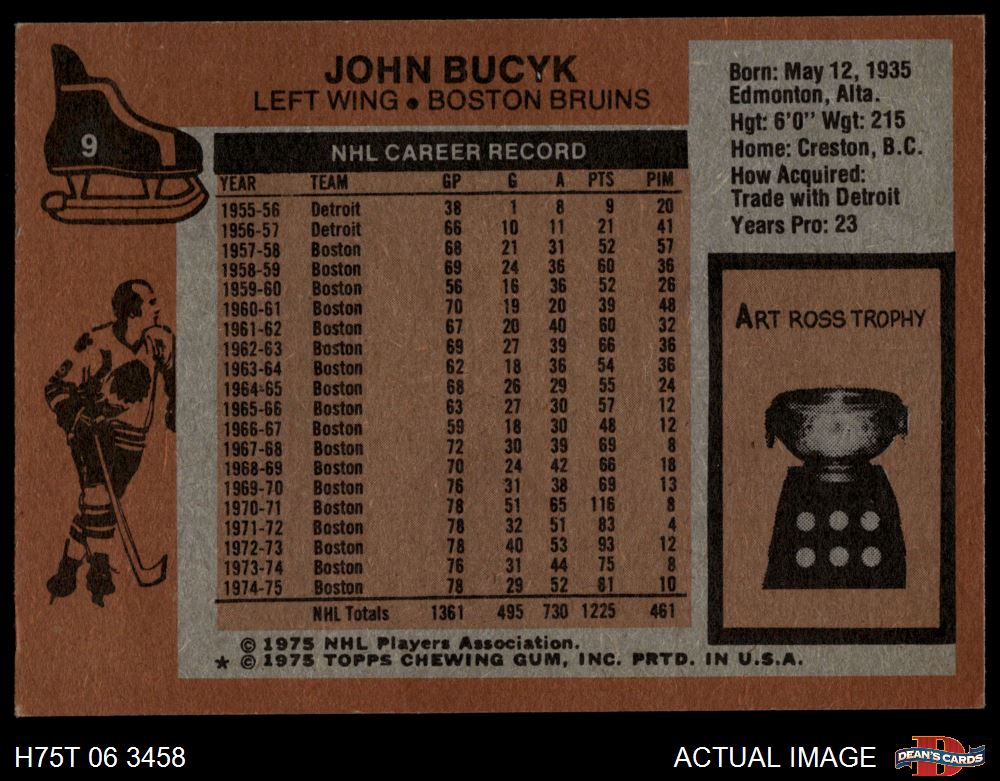 9
JOHN BUCYK
LEFT WING • BOSTON BRUINS
NHL CAREER RECORD
YEAR TEAM GP G A PTS PIM
1955-56 Detroit 38 1 8 9 20
1956-57 Detroit 66 10 11 21 41
1957-58 Boston 68 21 31 52 57
1958-59 Boston 69 24 36 60 36
1959-60 Boston 56 16 36 52 26
1960-61 Boston 70 19 20 39 48
1961-62 Boston 67 20 40 60 32
1962-63 Boston 69 27 39 66 36
1963-64 Boston 62 18 36 54 36
1964-65 Boston 68 26 29 55 24
1965-66 Boston 63 27 30 57 12
1966-67 Boston 59 18 30 48 12
1967-68 Boston 72 30 39 69 8
1968-69 Boston 70 24 42 66 18
1969-70 Boston 76 31 38 69 13
1970-71 Boston 78 51 65 116 8
1971-72 Boston 78 32 51 83 4
1972-73 Boston 78 40 53 93 12
1973-74 Boston 76 31 44 75 8
1974-75 Boston 78 29 52 81 10
NHL Totals 1361 495 730 1225 461
© 1975 NHL Players Association.
★ © 1975 TOPPS CHEWING GUM, INC. PRTD. IN U.S.A.
Born: May 12, 1935
Edmonton, Alta.
Hgt: 6'0" Wgt: 215
Home: Creston, B.C.
How Acquired:
Trade with Detroit
Years Pro: 23
ART ROSS TROPHY
H75T 06 3458
ACTUAL IMAGE
D
DEAN'S CARDS